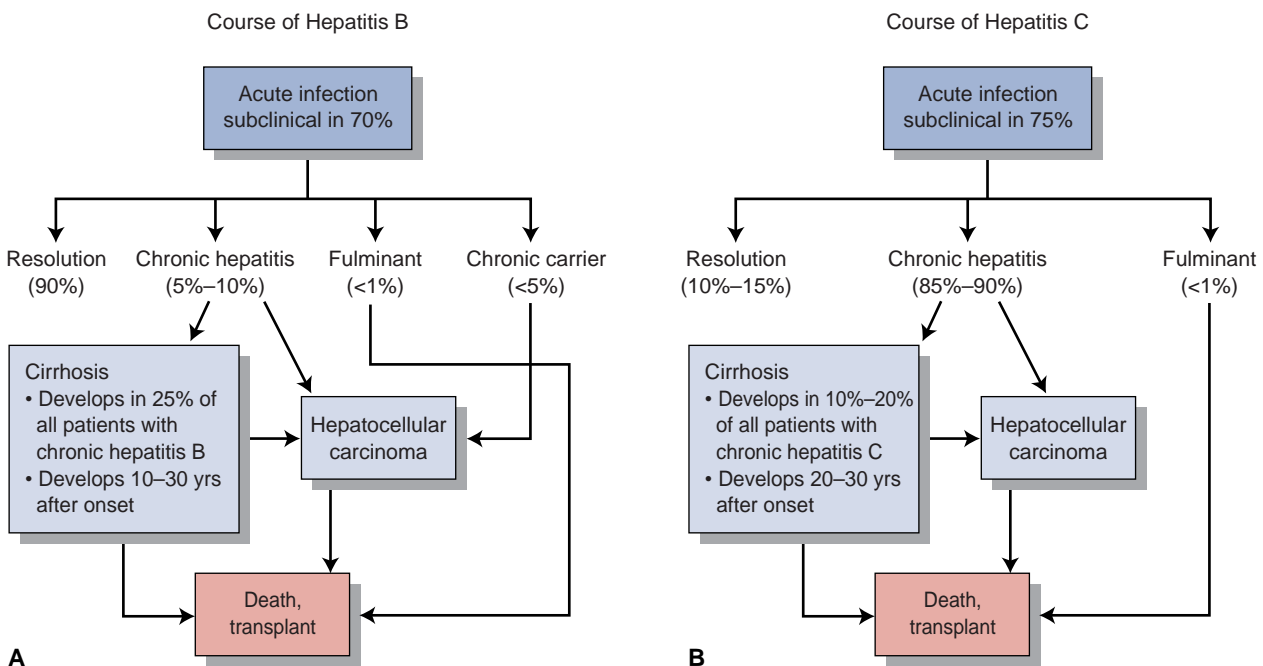 Course of Hepatitis B
Acute infection
subclinical in 70%
Resolution
(90%)
Chronic hepatitis
(5%–10%)
Fulminant
(<1%)
Chronic carrier
(<5%)
Cirrhosis
• Develops in 25% of
all patients with
chronic hepatitis B
• Develops 10–30 yrs
after onset
Hepatocellular
carcinoma
Death,
transplant
A
Course of Hepatitis C
Acute infection
subclinical in 75%
Resolution
(10%–15%)
Chronic hepatitis
(85%–90%)
Fulminant
(<1%)
Cirrhosis
• Develops in 10%–20%
of all patients with
chronic hepatitis C
• Develops 20–30 yrs
after onset
Hepatocellular
carcinoma
Death,
transplant
B